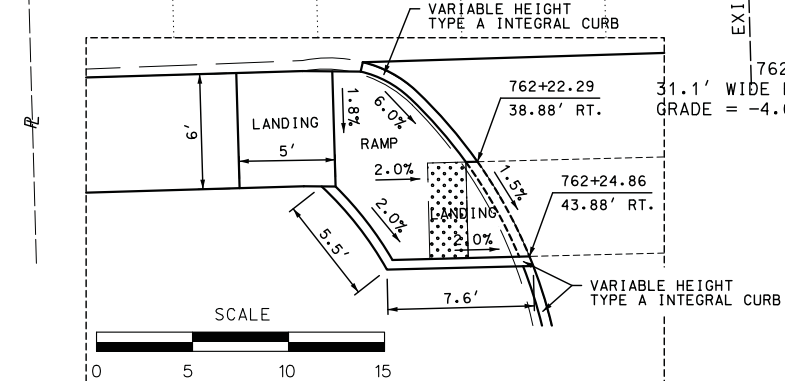 VARIABLE HEIGHT
TYPE A INTEGRAL CURB
762
31.1' WIDE
GRADE = -4.
762+22.29
38.88' RT.
1.8%
6.0%
LANDING
RAMP
9'
5'
2.0%
1.5%
762+24.86
43.88' RT.
2.0%
LANDING
2.0%
5.5'
7.6'
VARIABLE HEIGHT
TYPE A INTEGRAL CURB
SCALE
0 5 10 15
PL
EXI